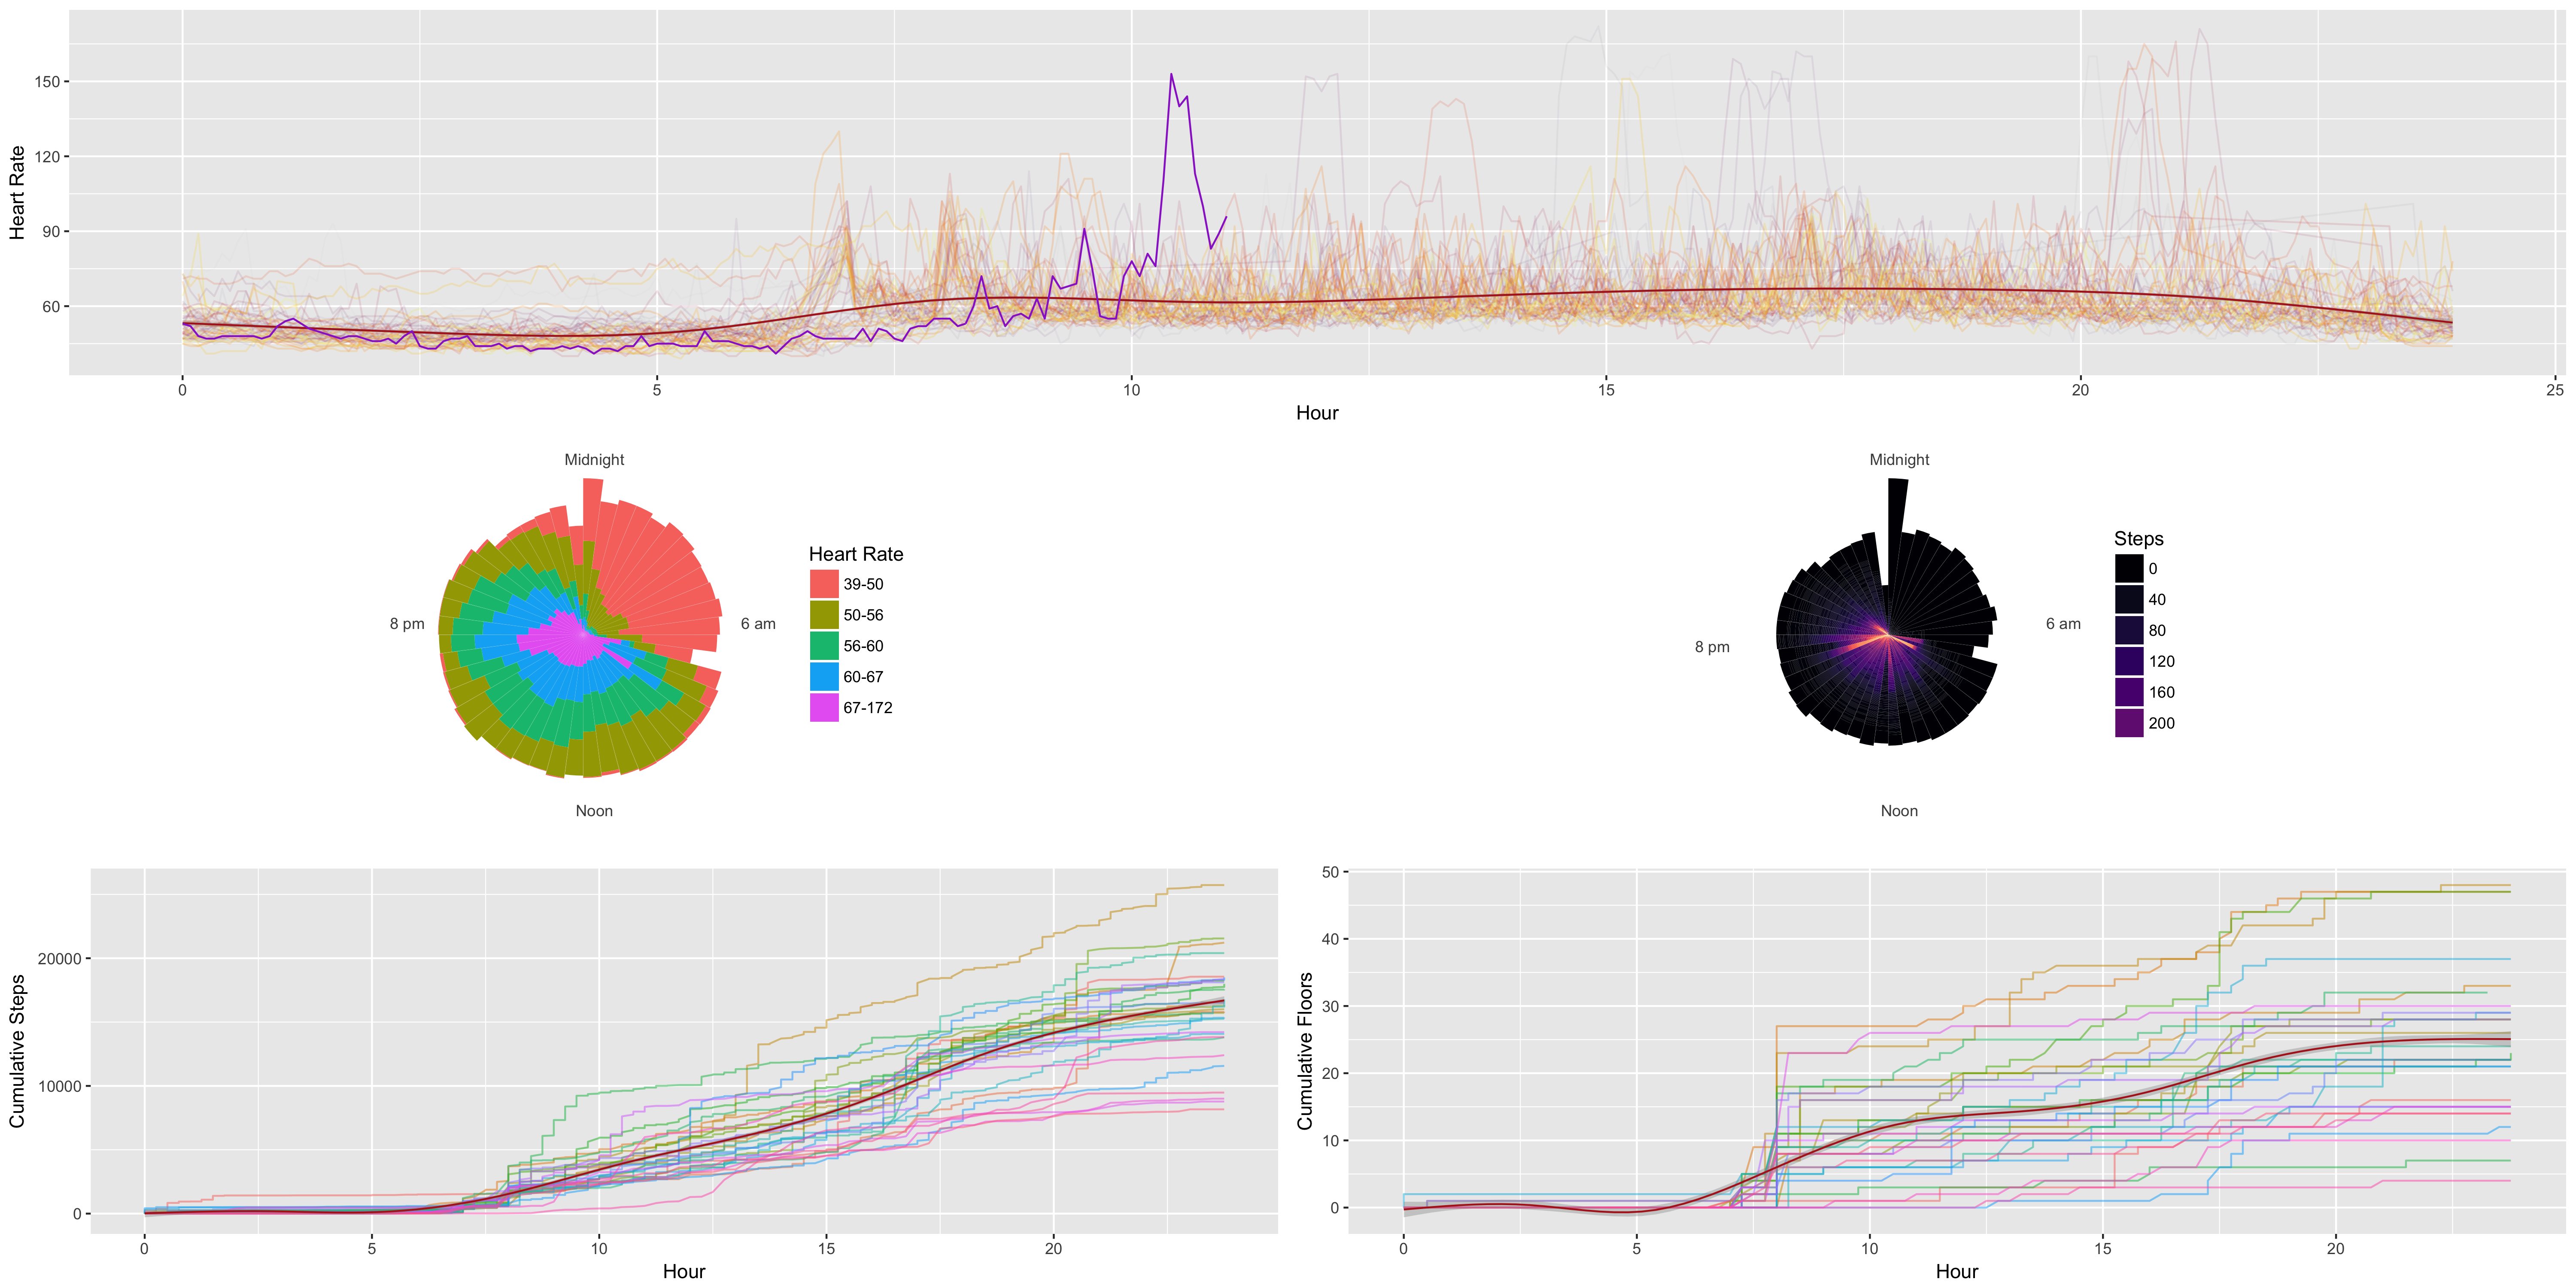 150
120
90
60
Heart Rate
0 5 10 15 20 25
Hour
Midnight
8 pm
6 am
Noon
Heart Rate
39-50
50-56
56-60
60-67
67-172
Midnight
8 pm
6 am
Noon
Steps
0
40
80
120
160
200
20000
10000
0
Cumulative Steps
0 5 10 15 20
Hour
50
40
30
20
10
0
Cumulative Floors
0 5 10 15 20
Hour